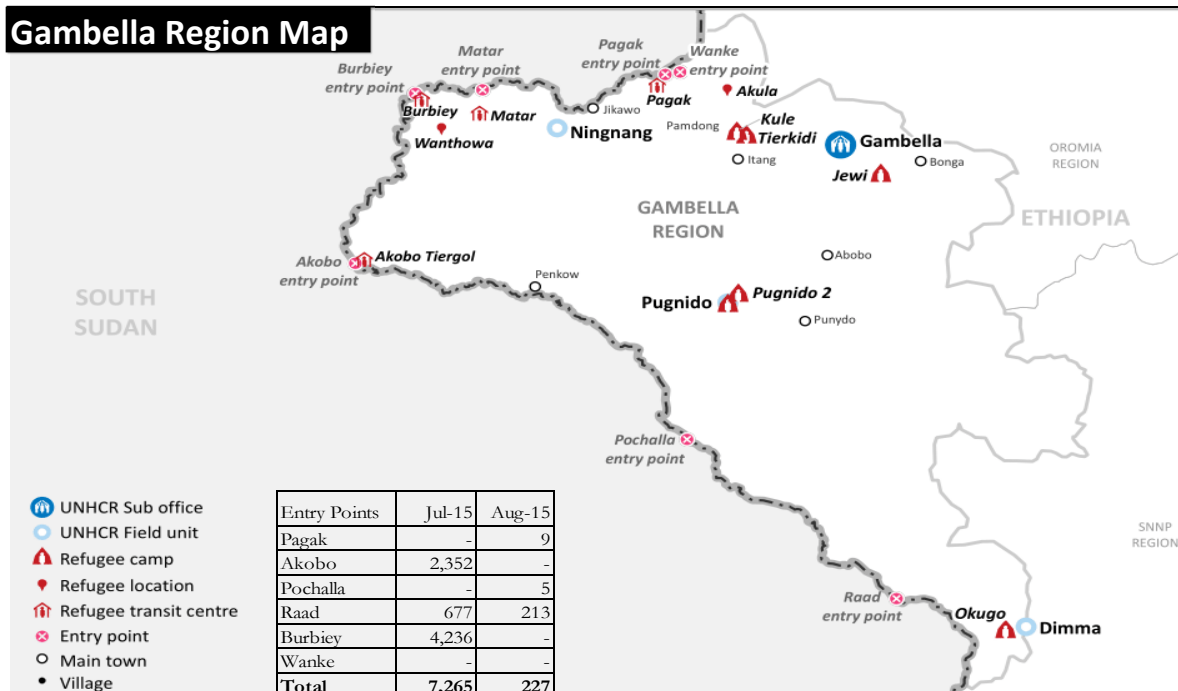 Gambella Region Map
Matar
entry point
Pagak
entry point
Wanke
entry point
Burbiey
entry point
Burbiey
Matar
Wanthowa
Jikawo
Ningnang
Pagak
Akula
Pamdong
Kule
Tierkidi
Itang
Gambella
Jewi
Bonga
OROMIA
REGION
GAMBELLA
REGION
ETHIOPIA
Akobo
entry point
Akobo Tiergol
Penkow
Abobo
Pugnido
Pugnido 2
Punydo
SOUTH
SUDAN
Pochalla
entry point
SNNP
REGION
Raad
entry point
Okugo
Dimma
UNHCR Sub office
UNHCR Field unit
Refugee camp
Refugee location
Refugee transit centre
Entry point
Main town
Village
Entry Points Jul-15 Aug-15
Pagak - 9
Akobo 2,352 -
Pochalla - 5
Raad 677 213
Burbiey 4,236 -
Wanke - -
Total 7,265 227